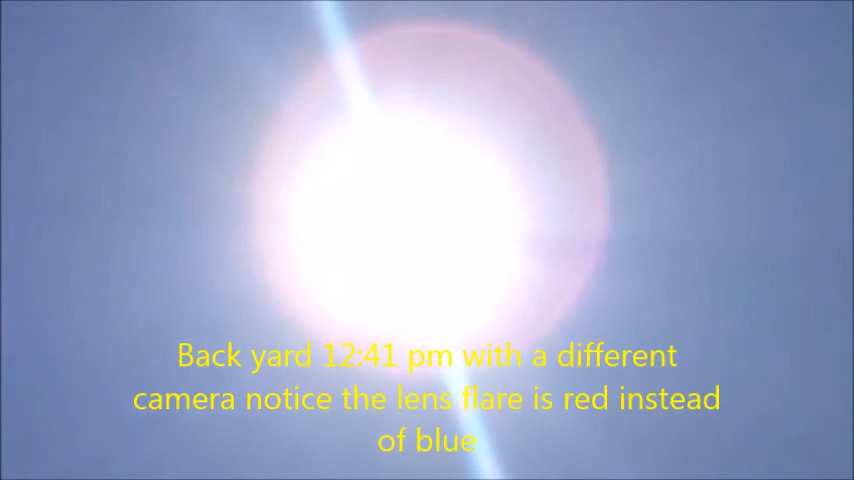 Back yard 12:41 pm with a different
camera notice the lens flare is red instead
of blue